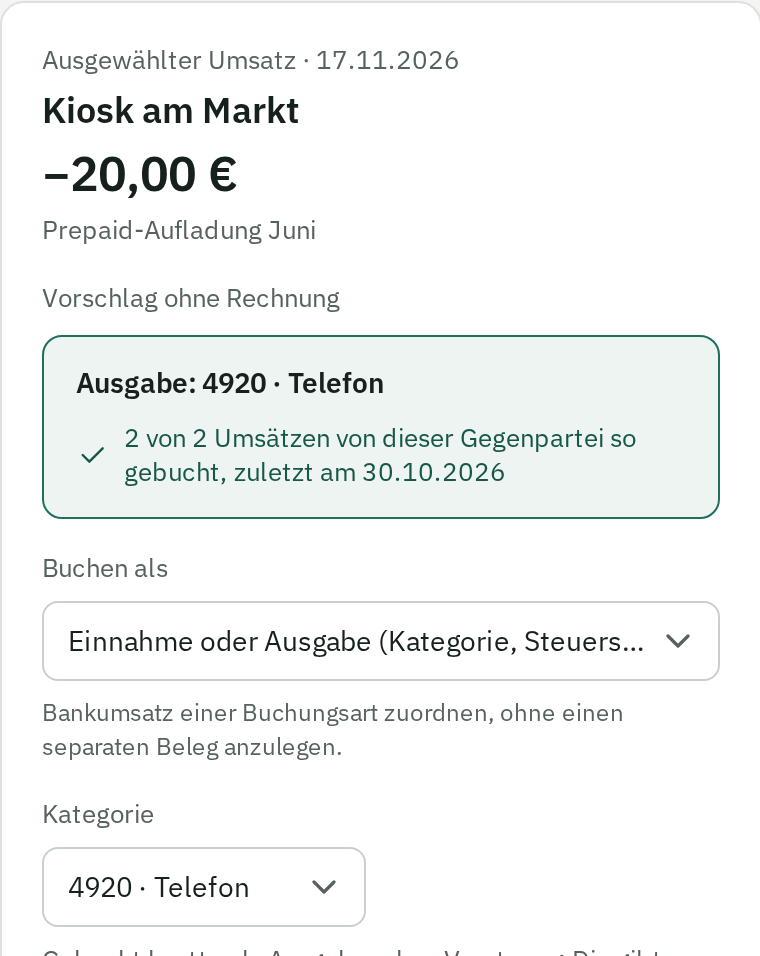 Ausgewählter Umsatz · 17.11.2026
Kiosk am Markt
−20,00 €
Prepaid-Aufladung Juni
Vorschlag ohne Rechnung
Ausgabe: 4920 · Telefon
2 von 2 Umsätzen von dieser Gegenpartei so
gebucht, zuletzt am 30.10.2026
Buchen als
Einnahme oder Ausgabe (Kategorie, Steuers...
Bankumsatz einer Buchungsart zuordnen, ohne einen
separaten Beleg anzulegen.
Kategorie
4920 · Telefon